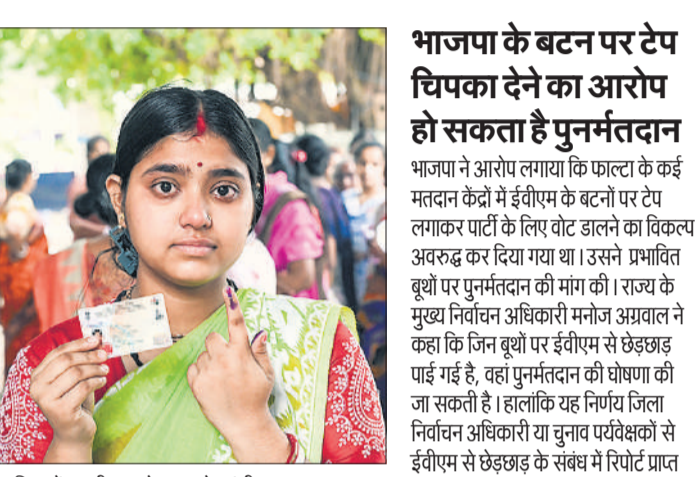 भाजपा के बटन पर टेप
चिपका देने का आरोप
हो सकता है पुनर्मतदान
भाजपा ने आरोप लगाया कि फाल्टा के कई
मतदान केंद्रों में ईवीएम के बटनों पर टेप
लगाकर पार्टी के लिए वोट डालने का विकल्प
अवरुद्ध कर दिया गया था। उसने प्रभावित
बूथों पर पुनर्मतदान की मांग की। राज्य के
मुख्य निर्वाचन अधिकारी मनोज अग्रवाल ने
कहा कि जिन बूथों पर ईवीएम से छेड़छाड़
पाई गई है, वहां पुनर्मतदान की घोषणा की
जा सकती है। हालांकि यह निर्णय जिला
निर्वाचन अधिकारी या चुनाव पर्यवेक्षकों से
ईवीएम से छेड़छाड़ के संबंध में रिपोर्ट प्राप्त